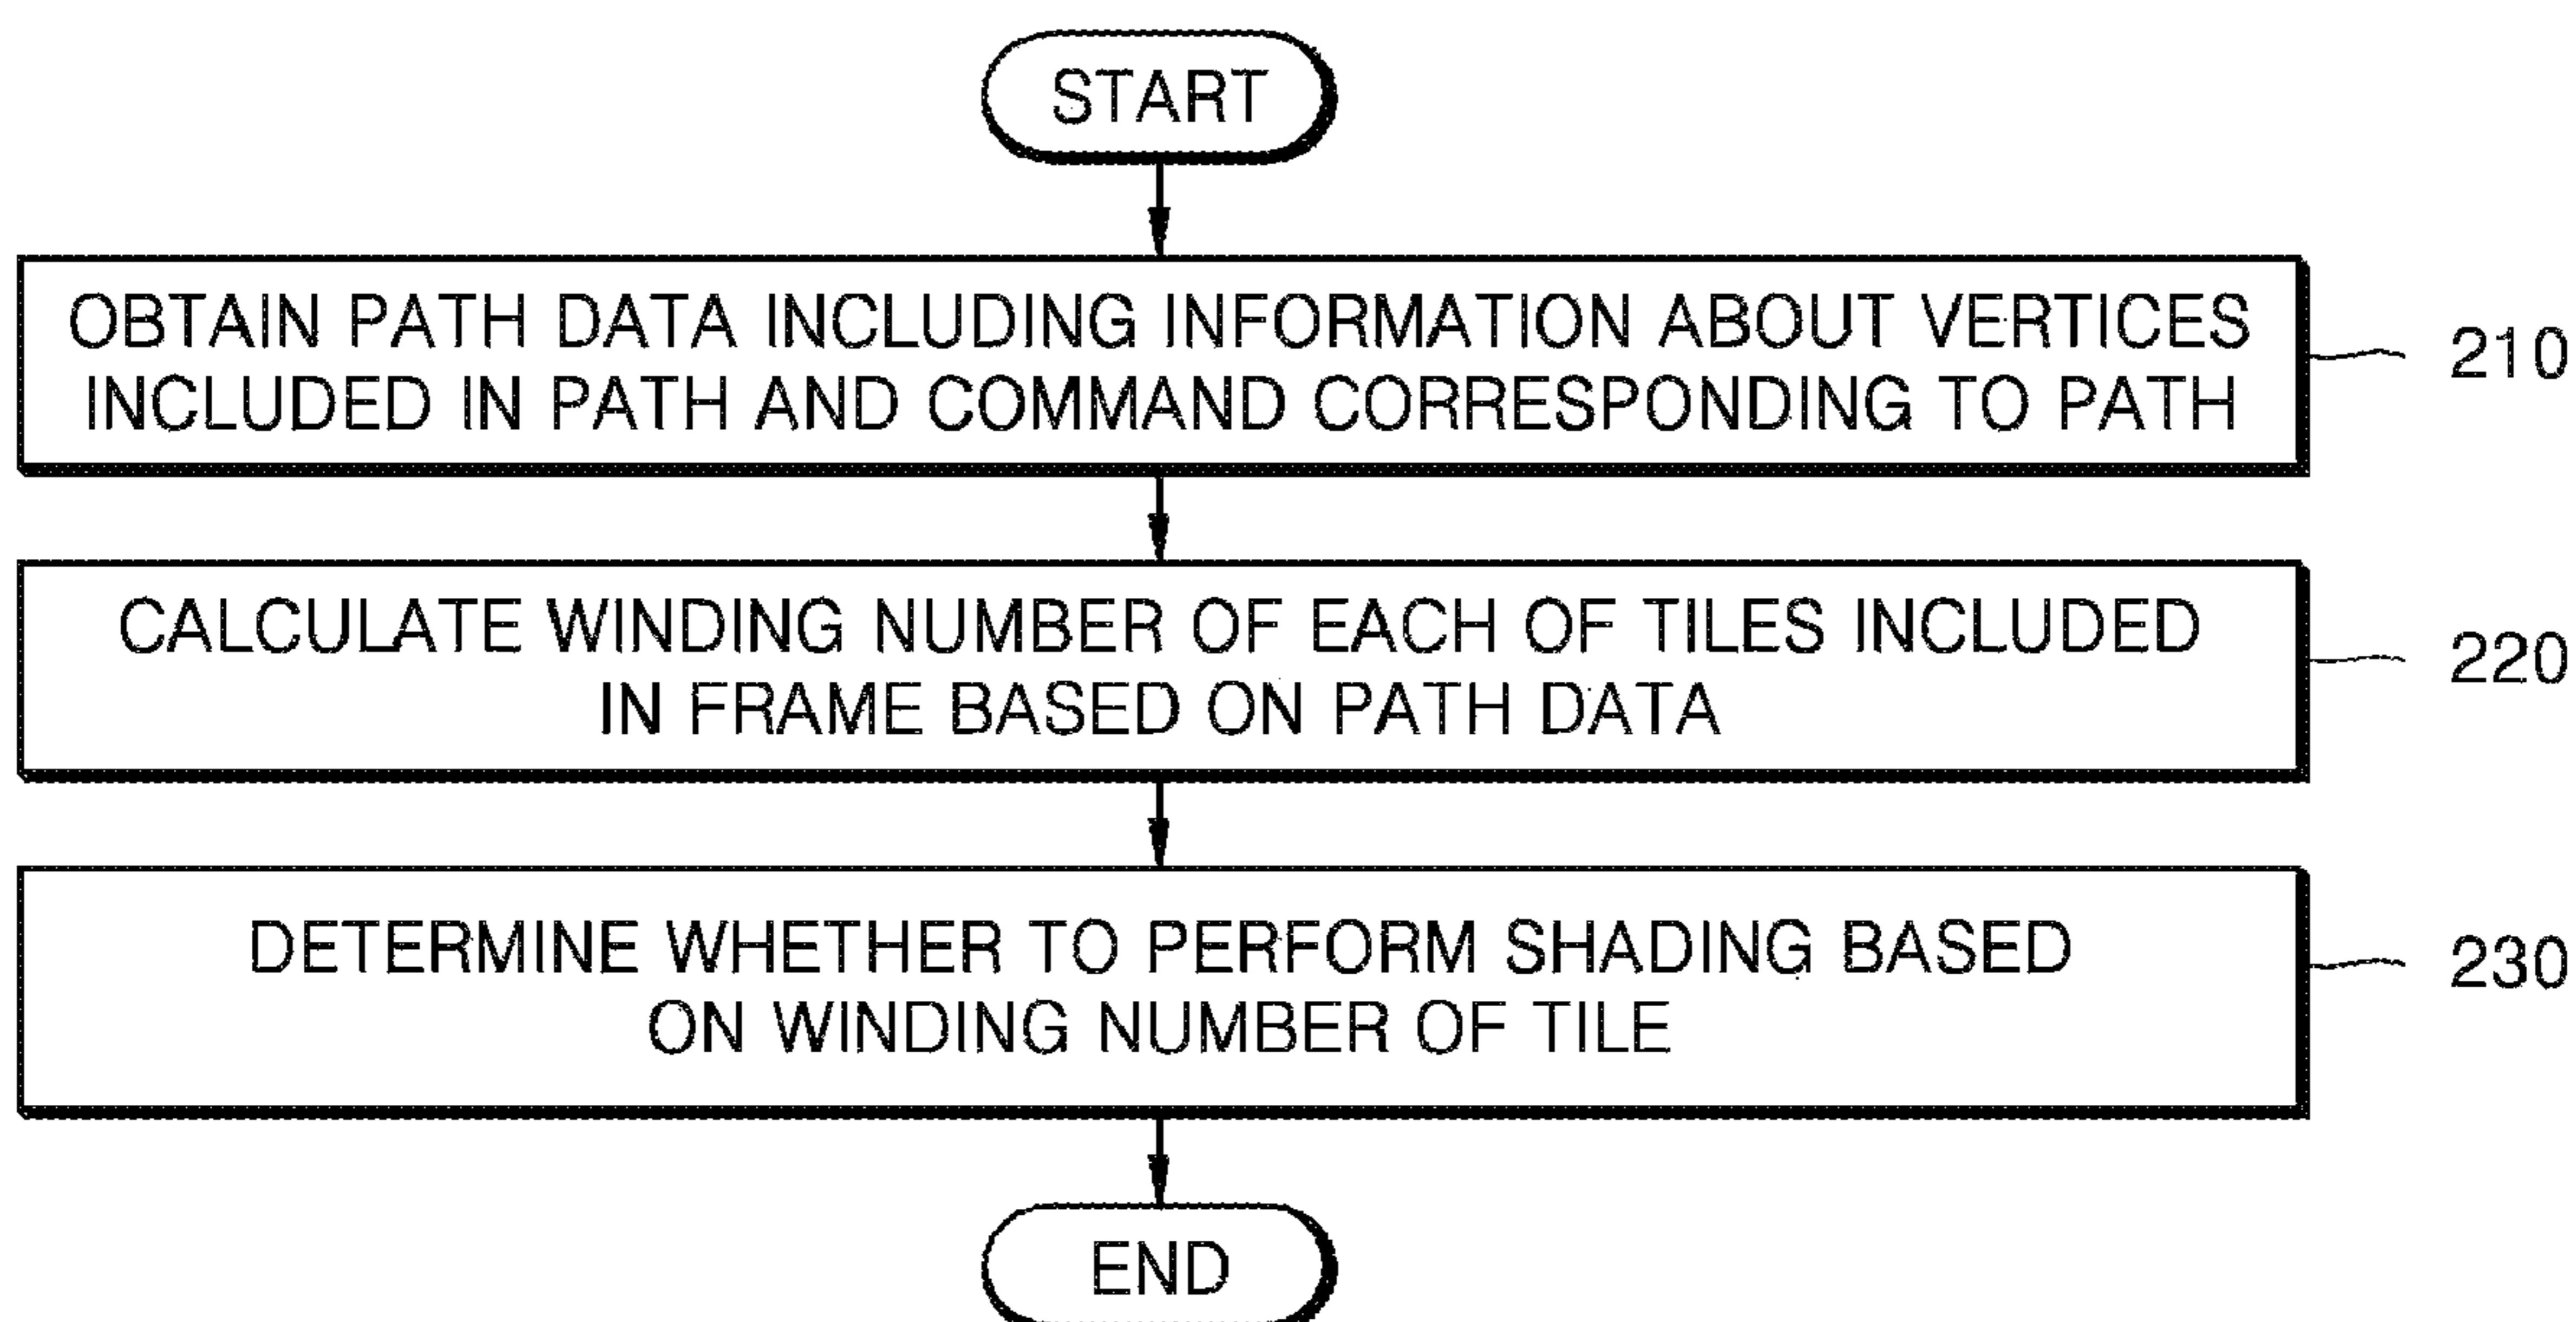 START
OBTAIN PATH DATA INCLUDING INFORMATION ABOUT VERTICES
INCLUDED IN PATH AND COMMAND CORRESPONDING TO PATH
210
CALCULATE WINDING NUMBER OF EACH OF TILES INCLUDED
IN FRAME BASED ON PATH DATA
220
DETERMINE WHETHER TO PERFORM SHADING BASED
ON WINDING NUMBER OF TILE
230
END